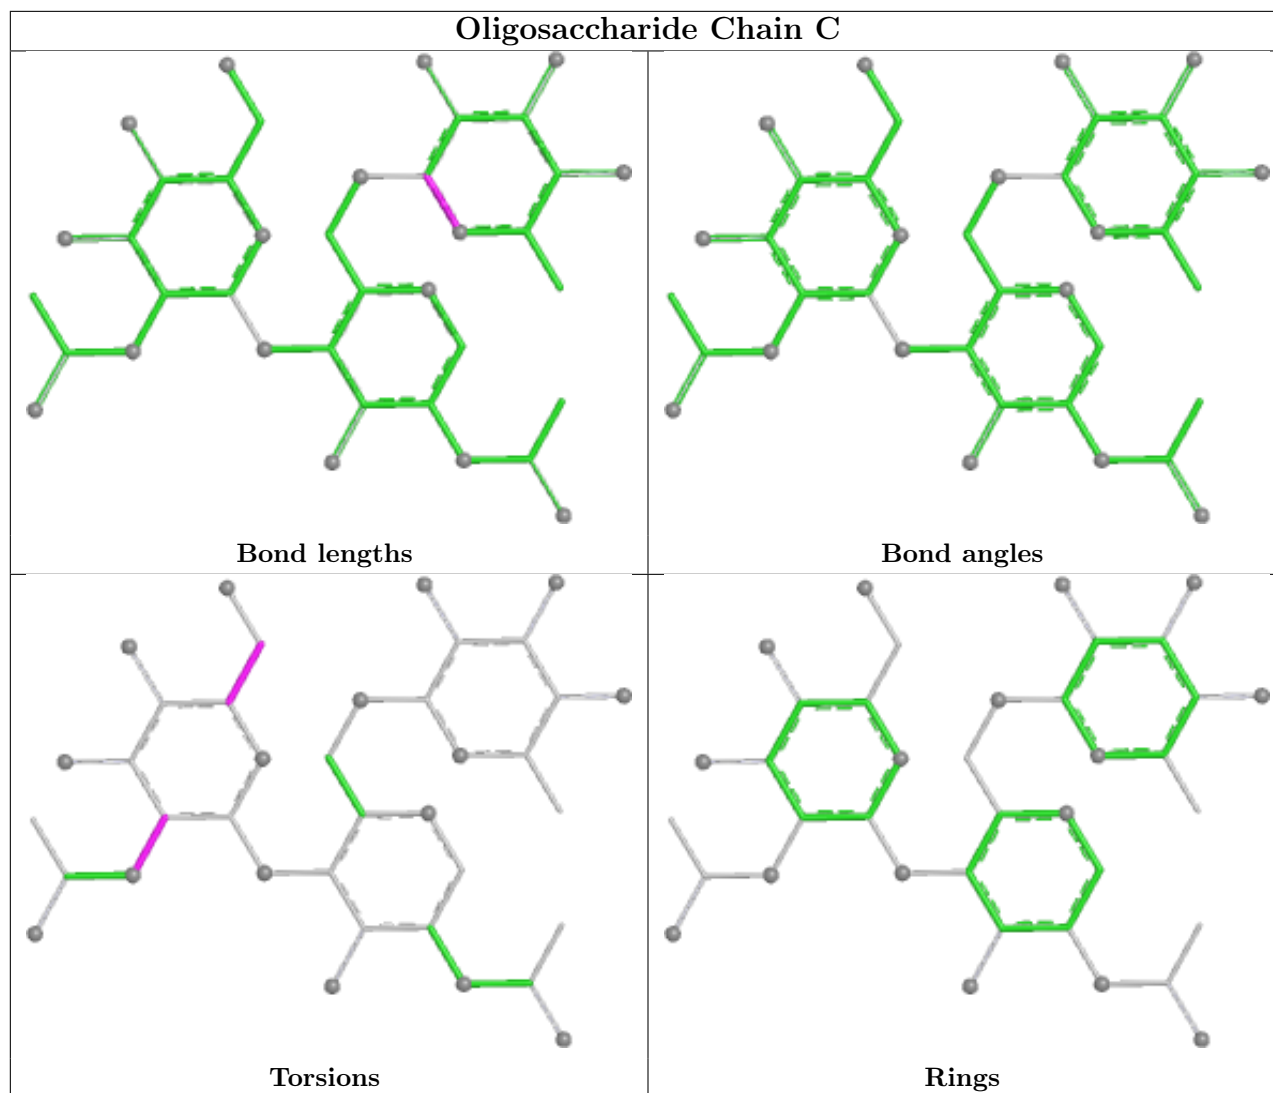 Oligosaccharide Chain C
Bond lengths
Bond angles
Torsions
Rings